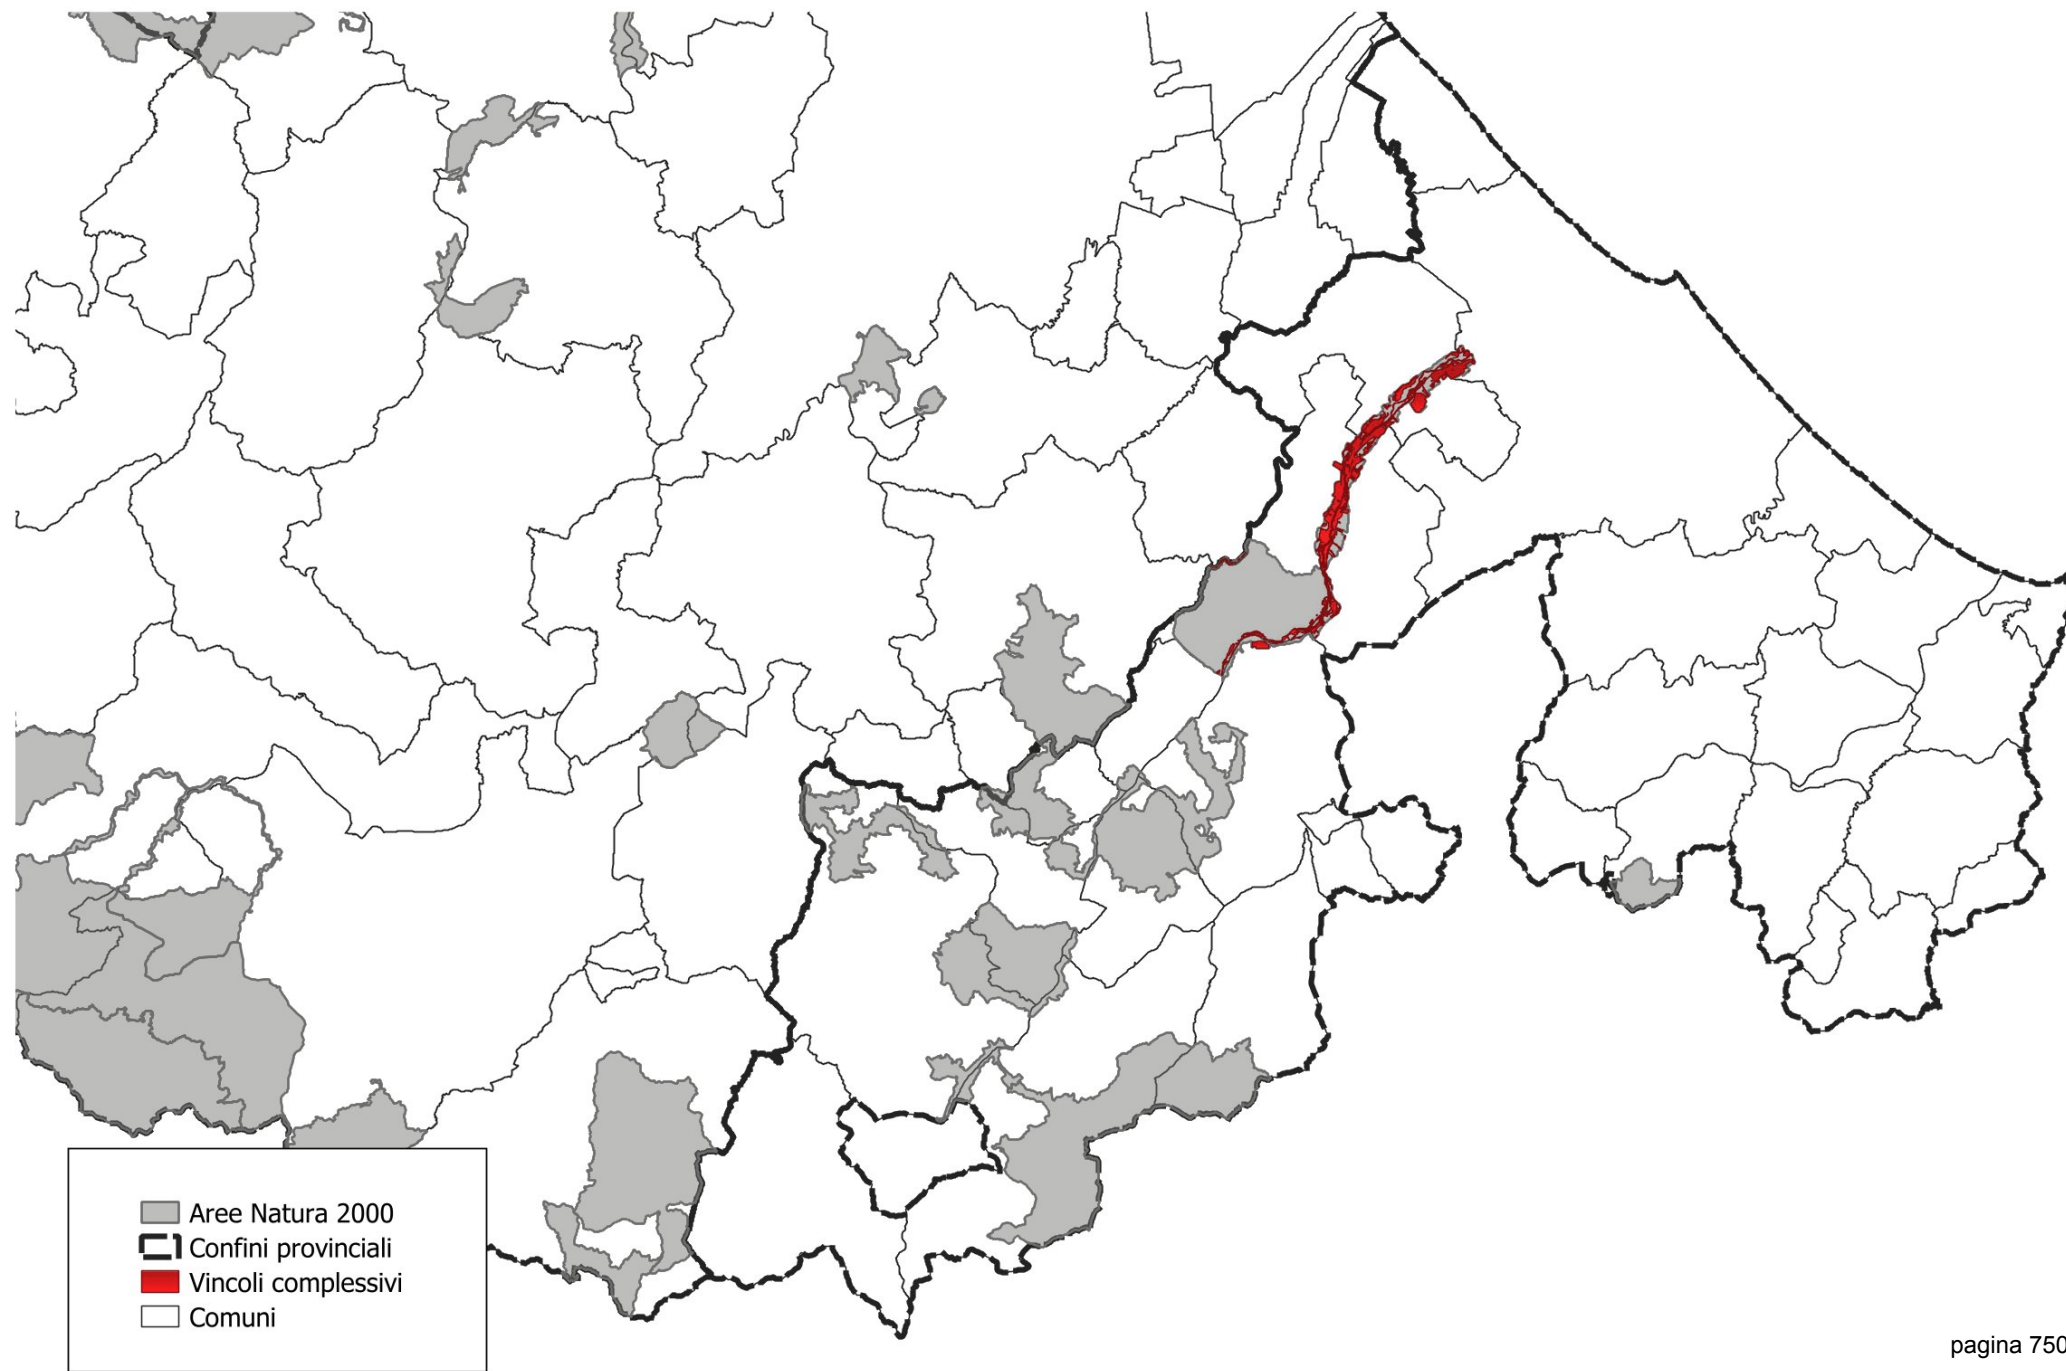 Aree Natura 2000
Confini provinciali
Vincoli complessivi
Comuni
pagina 750